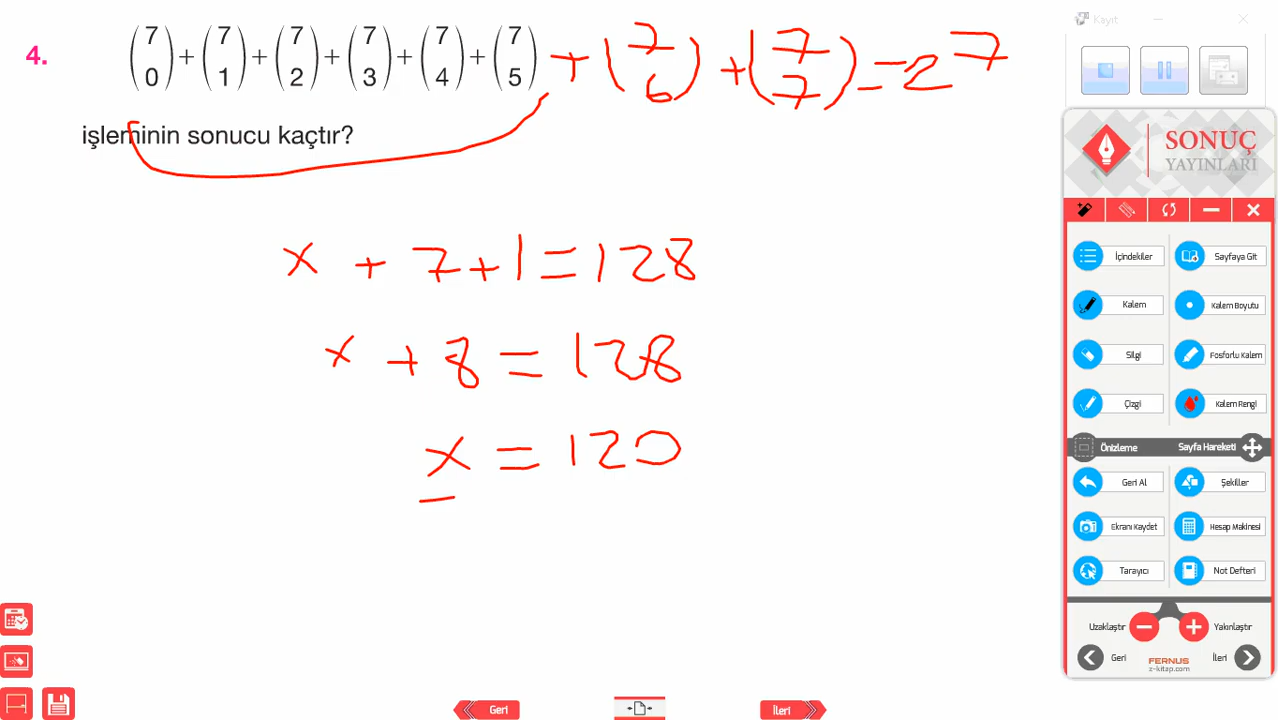 4. (7 0) + (7 1) + (7 2) + (7 3) + (7 4) + (7 5) + (7 6) + (7 7) = 2^7
işleminin sonucu kaçtır?
x + 7 + 1 = 128
x + 8 = 128
x = 120
Kayıt
SONUÇ
YAYINLARI
İçindekiler
Sayfaya Git
Kalem
Kalem Boyutu
Silgi
Fosforlu Kalem
Çizgi
Kalem Rengi
Önizleme
Sayfa Hareketi
Geri Al
Şekiller
Ekranı Kaydet
Hesap Makinesi
Tarayıcı
Not Defteri
Uzaklaştır
Yakınlaştır
Geri
FERNUS
z-kitap.com
İleri
Geri
İleri